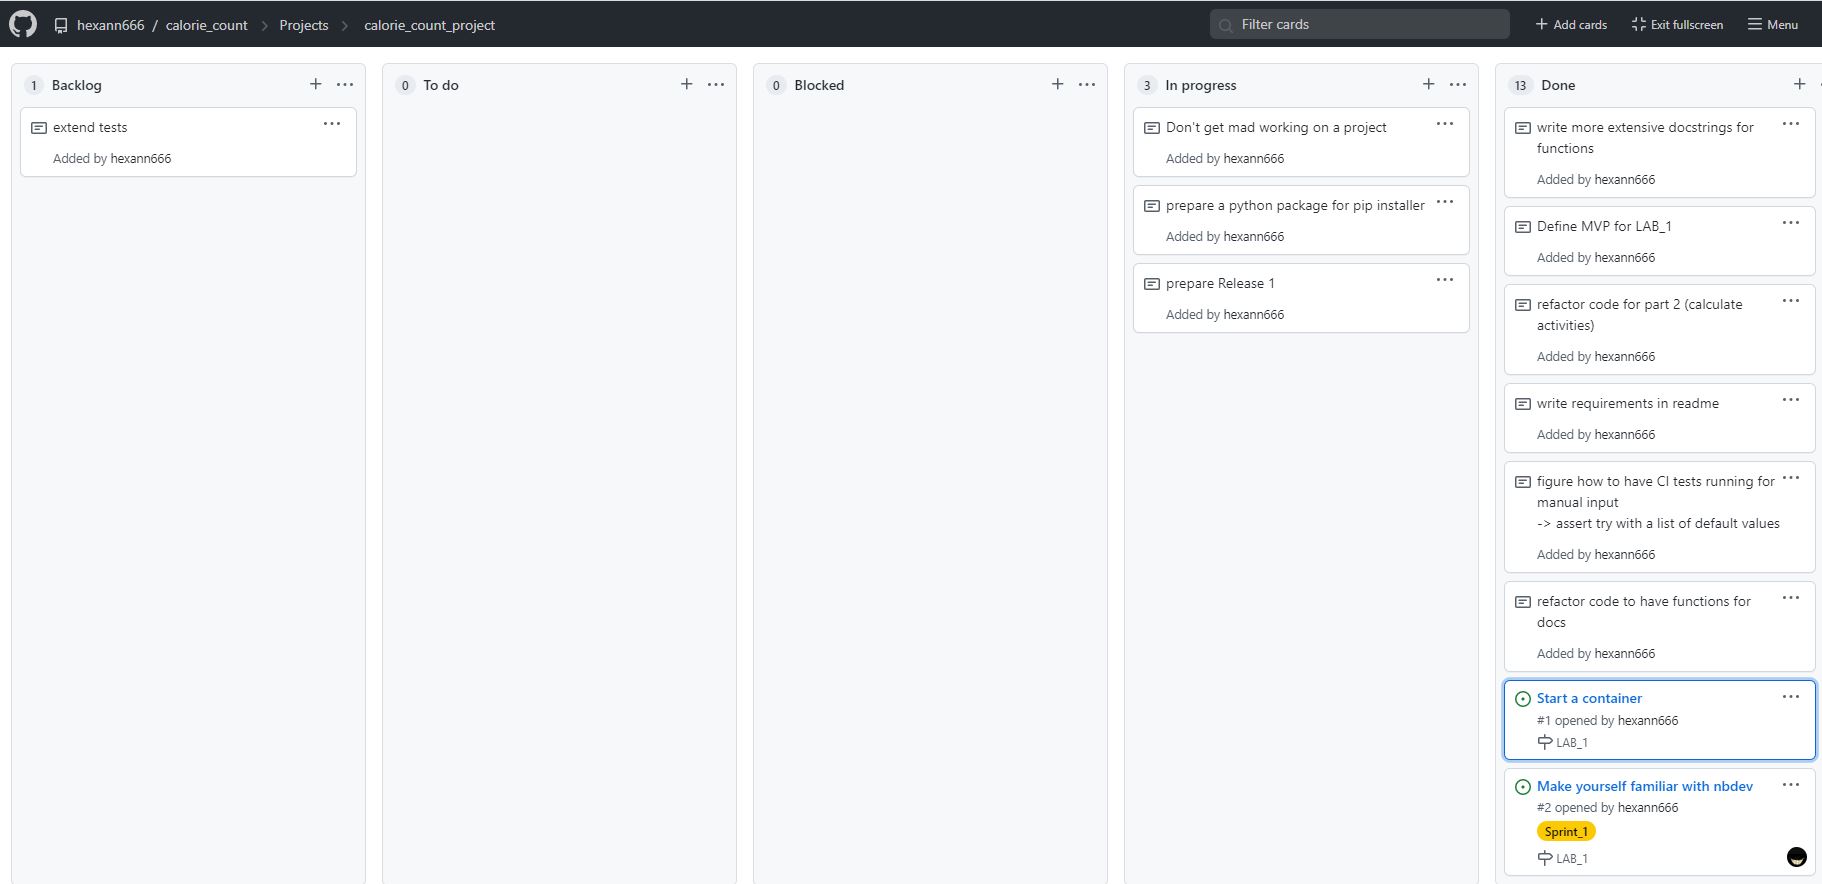 hexann666 / calorie_count > Projects > calorie_count_project
Filter cards
+ Add cards
Exit fullscreen
Menu
1 Backlog
extend tests
Added by hexann666
0 To do
0 Blocked
3 In progress
Don't get mad working on a project
Added by hexann666
prepare a python package for pip installer
Added by hexann666
prepare Release 1
Added by hexann666
13 Done
write more extensive docstrings for
functions
Added by hexann666
Define MVP for LAB_1
Added by hexann666
refactor code for part 2 (calculate
activities)
Added by hexann666
write requirements in readme
Added by hexann666
figure how to have CI tests running for
manual input
-> assert try with a list of default values
Added by hexann666
refactor code to have functions for
docs
Added by hexann666
Start a container
#1 opened by hexann666
LAB_1
Make yourself familiar with nbdev
#2 opened by hexann666
Sprint_1
LAB_1